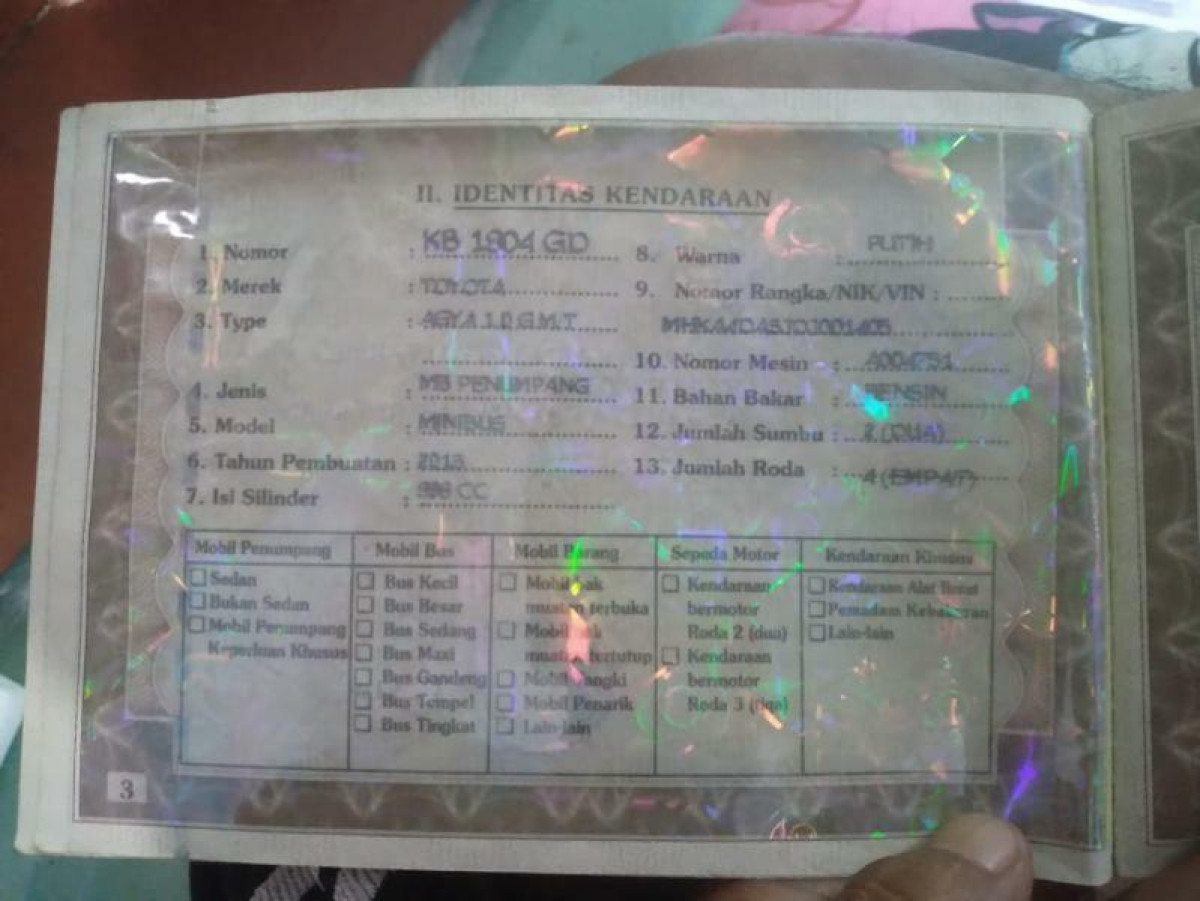 II. IDENTITAS KENDARAAN
1. Nomor : KB 1904 GD
2. Merek : TOYOTA
3. Type : AGYA 1.0 G M/T
4. Jenis : MB PENUMPANG
5. Model : MINIBUS
6. Tahun Pembuatan :
7. Isi Silinder : CC
8. Warna : PUTIH
9. Nomor Rangka/NIK/VIN :
10. Nomor Mesin : A004751
11. Bahan Bakar : BENSIN
12. Jumlah Sumbu : 2 (DUA)
13. Jumlah Roda : 4 (EMPAT)
Mobil Penumpang
Sedan
Bukan Sedan
Mobil Penumpang
Keperluan Khusus
Mobil Bus
Bus Kecil
Bus Besar
Bus Sedang
Bus Maxi
Bus Gandeng
Bus Tempel
Bus Tingkat
Mobil Barang
Mobil bak
muatan terbuka
Mobil bak
muatan tertutup
Mobil Tangki
Mobil Penarik
Lain-lain
Sepeda Motor
Kendaraan
bermotor
Roda 2 (dua)
Kendaraan
bermotor
Roda 3 (tiga)
Kendaraan Khusus
Kendaraan Alat Berat
Pemadam Kebakaran
Lain-lain
3